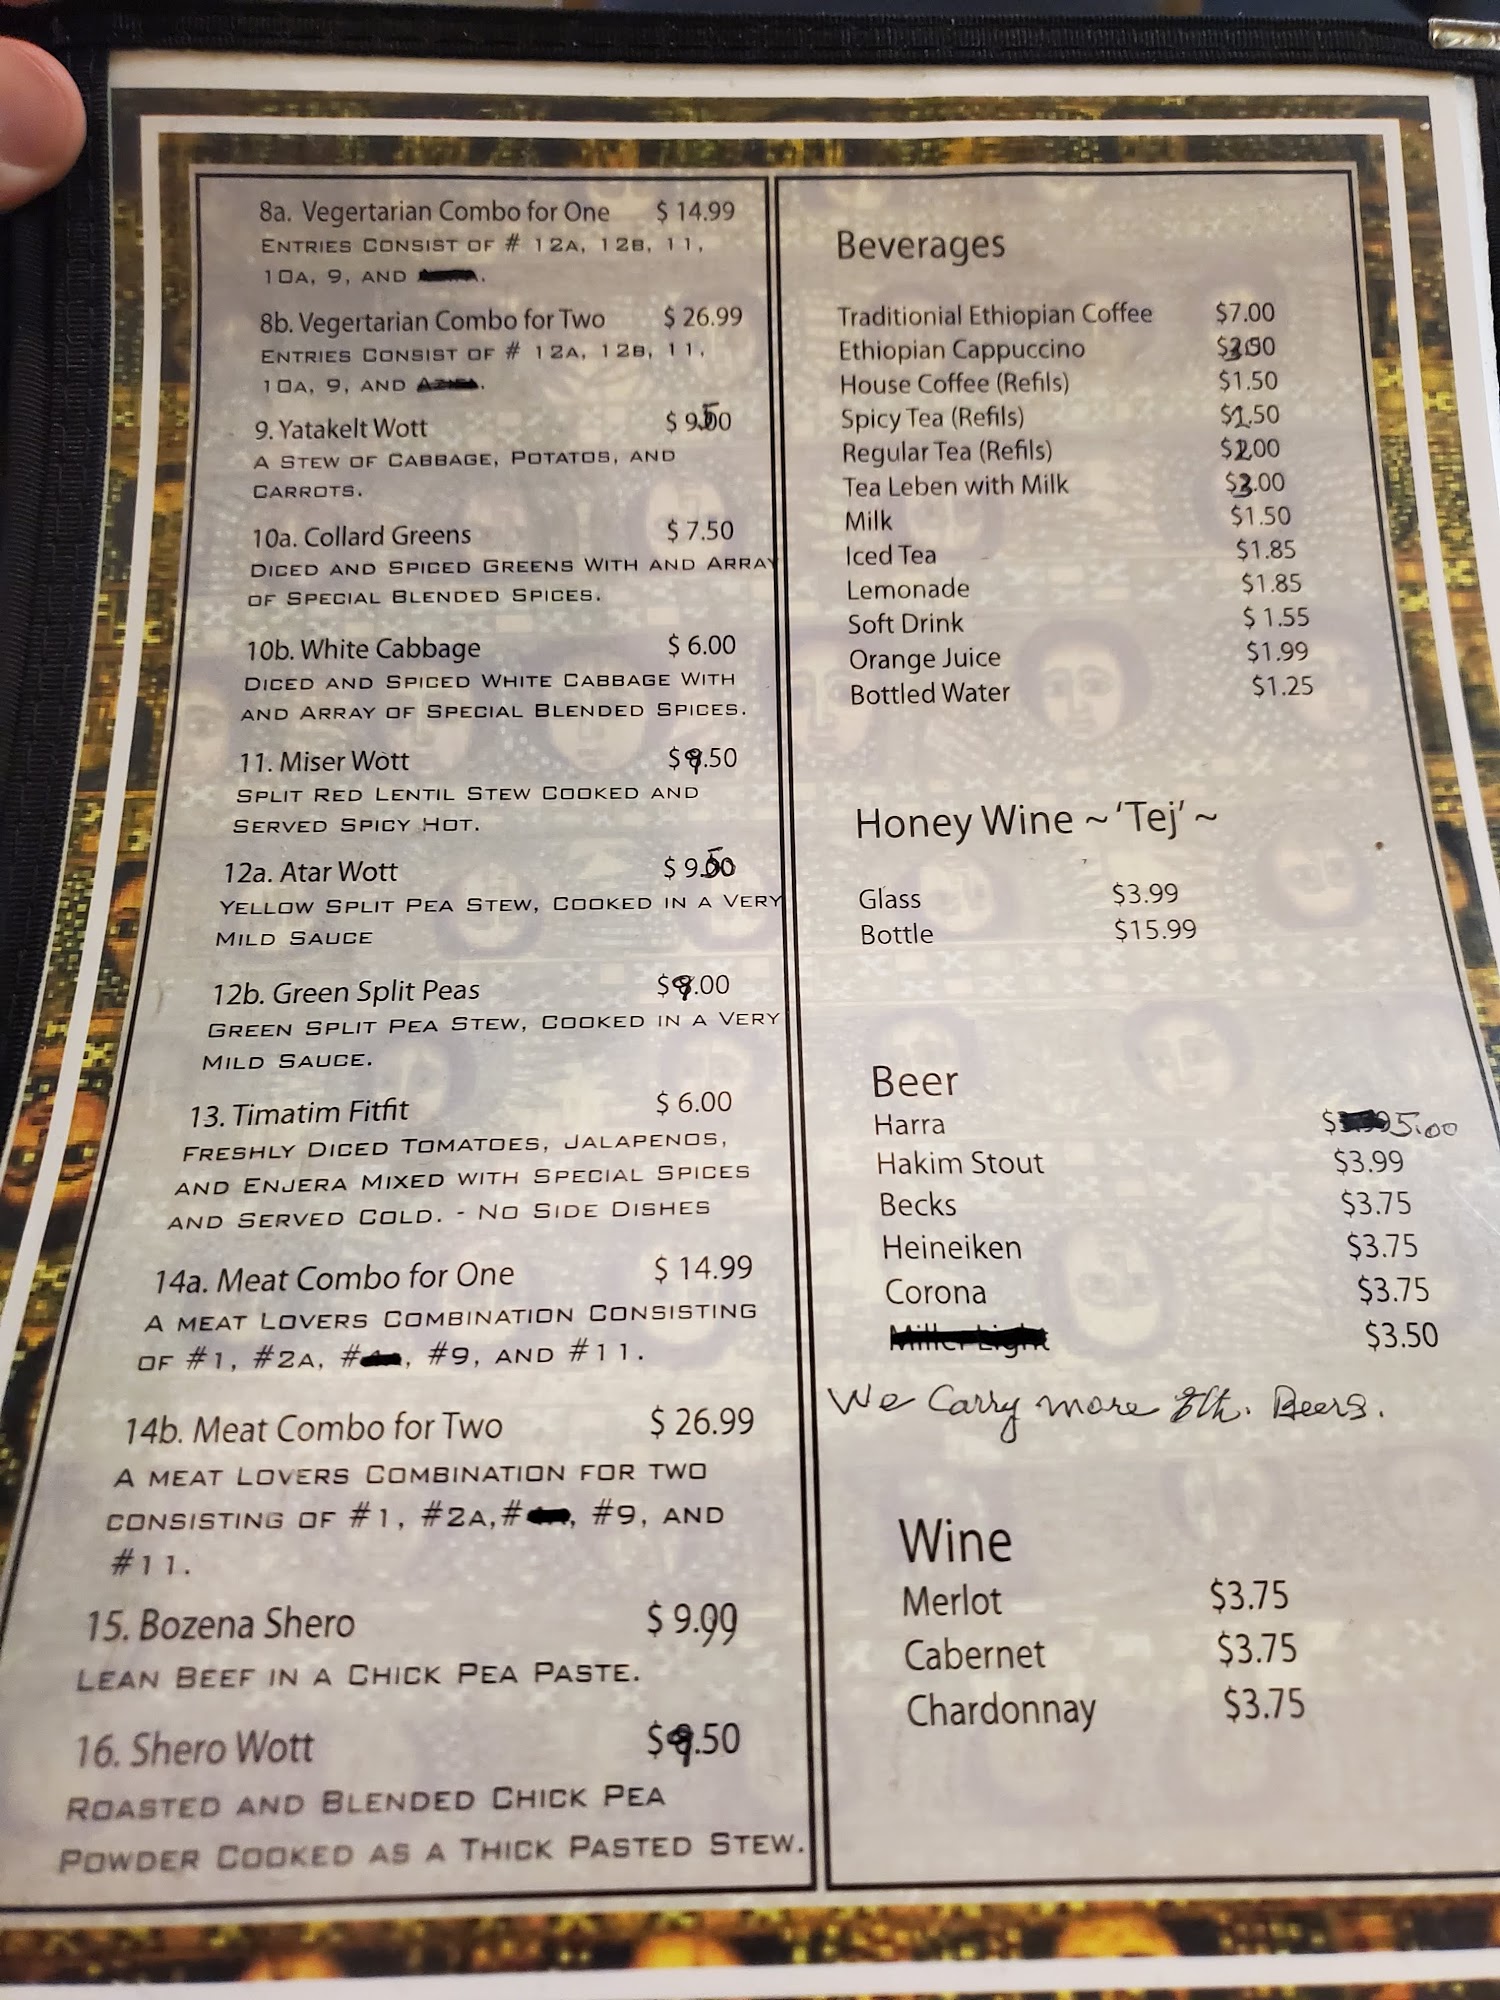 8a. Vegertarian Combo for One $ 14.99
ENTRIES CONSIST OF # 12A, 12B, 11,
10A, 9, AND
8b. Vegertarian Combo for Two $ 26.99
ENTRIES CONSIST OF # 12A, 12B, 11,
10A, 9, AND
9. Yatakelt Wott $ 9.50
A STEW OF CABBAGE, POTATOS, AND
CARROTS.
10a. Collard Greens $ 7.50
DICED AND SPICED GREENS WITH AND ARRAY
OF SPECIAL BLENDED SPICES.
10b. White Cabbage $ 6.00
DICED AND SPICED WHITE CABBAGE WITH
AND ARRAY OF SPECIAL BLENDED SPICES.
11. Miser Wott $9.50
SPLIT RED LENTIL STEW COOKED AND
SERVED SPICY HOT.
12a. Atar Wott $ 9.50
YELLOW SPLIT PEA STEW, COOKED IN A VERY
MILD SAUCE
12b. Green Split Peas $9.00
GREEN SPLIT PEA STEW, COOKED IN A VERY
MILD SAUCE.
13. Timatim Fitfit $ 6.00
FRESHLY DICED TOMATOES, JALAPENOS,
AND ENJERA MIXED WITH SPECIAL SPICES
AND SERVED COLD. - NO SIDE DISHES
14a. Meat Combo for One $ 14.99
A MEAT LOVERS COMBINATION CONSISTING
OF #1, #2A, #, #9, AND #11.
14b. Meat Combo for Two $ 26.99
A MEAT LOVERS COMBINATION FOR TWO
CONSISTING OF #1, #2A,#, #9, AND
#11.
15. Bozena Shero $ 9.99
LEAN BEEF IN A CHICK PEA PASTE.
16. Shero Wott $9.50
ROASTED AND BLENDED CHICK PEA
POWDER COOKED AS A THICK PASTED STEW.
Beverages
Traditionial Ethiopian Coffee $7.00
Ethiopian Cappuccino
House Coffee (Refils) $1.50
Spicy Tea (Refils)
Regular Tea (Refils)
Tea Leben with Milk $3.00
Milk $1.50
Iced Tea $1.85
Lemonade $1.85
Soft Drink $ 1.55
Orange Juice $1.99
Bottled Water $1.25
Honey Wine ~ 'Tej' ~
Glass $3.99
Bottle $15.99
Beer
Harra $5.00
Hakim Stout $3.99
Becks $3.75
Heineiken $3.75
Corona $3.75
Miller Light $3.50
We Carry more Eth. Beers.
Wine
Merlot $3.75
Cabernet $3.75
Chardonnay $3.75